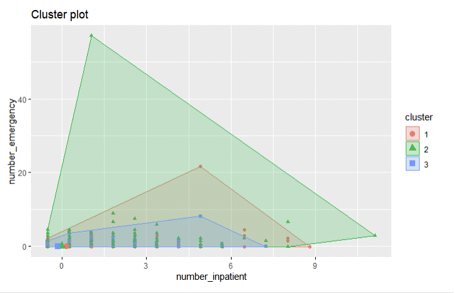 Cluster plot
number_emergency
40
20
0
0
3
6
9
number_inpatient
cluster
1
2
3